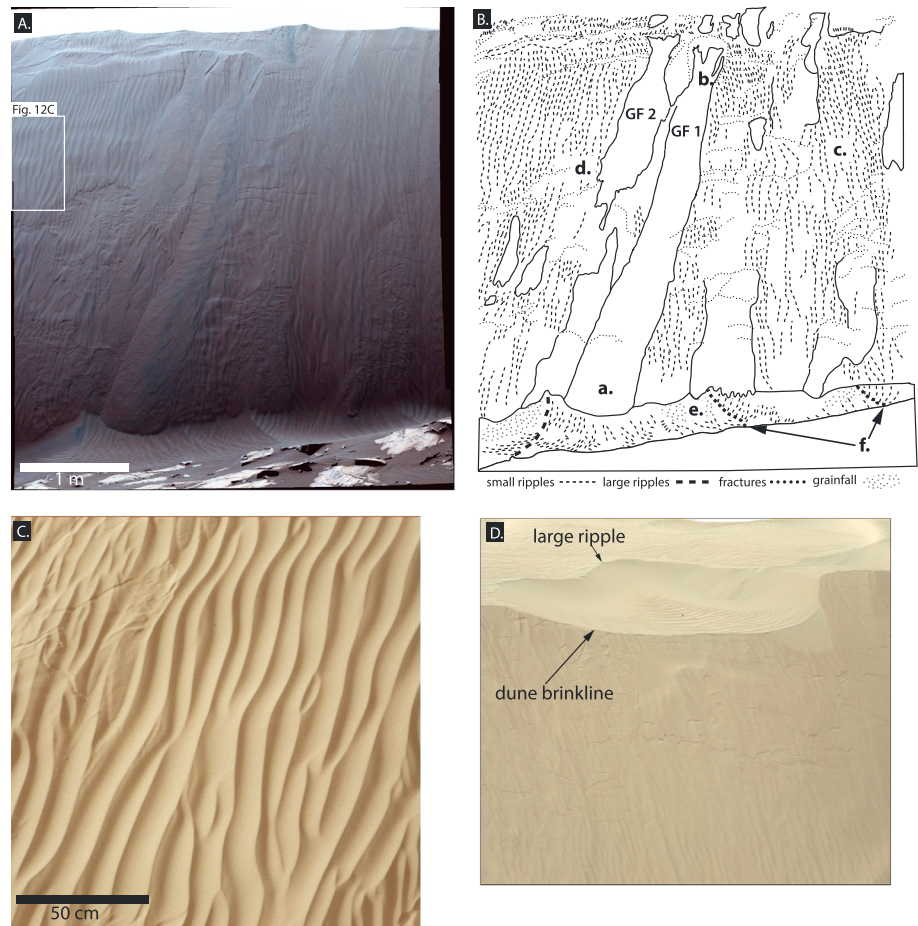 A.
Fig. 12C
1 m
B.
b.
GF 2
GF 1
c.
d.
a.
e.
f.
small ripples
large ripples
fractures
grainfall
C.
50 cm
D.
large ripple
dune brinkline